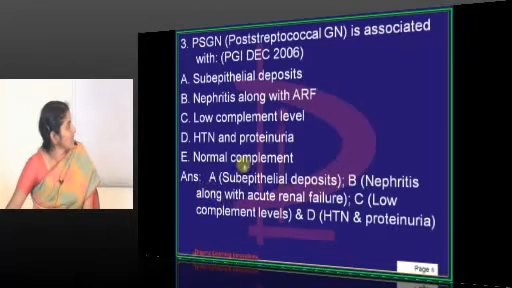 3. PSGN (Poststreptococcal GN) is associated
with: (PGI DEC 2006)
A. Subepithelial deposits
B. Nephritis along with ARF
C. Low complement level
D. HTN and proteinuria
E. Normal complement
Ans: A (Subepithelial deposits); B (Nephritis
along with acute renal failure); C (Low
complement levels) & D (HTN & proteinuria)
Page 6